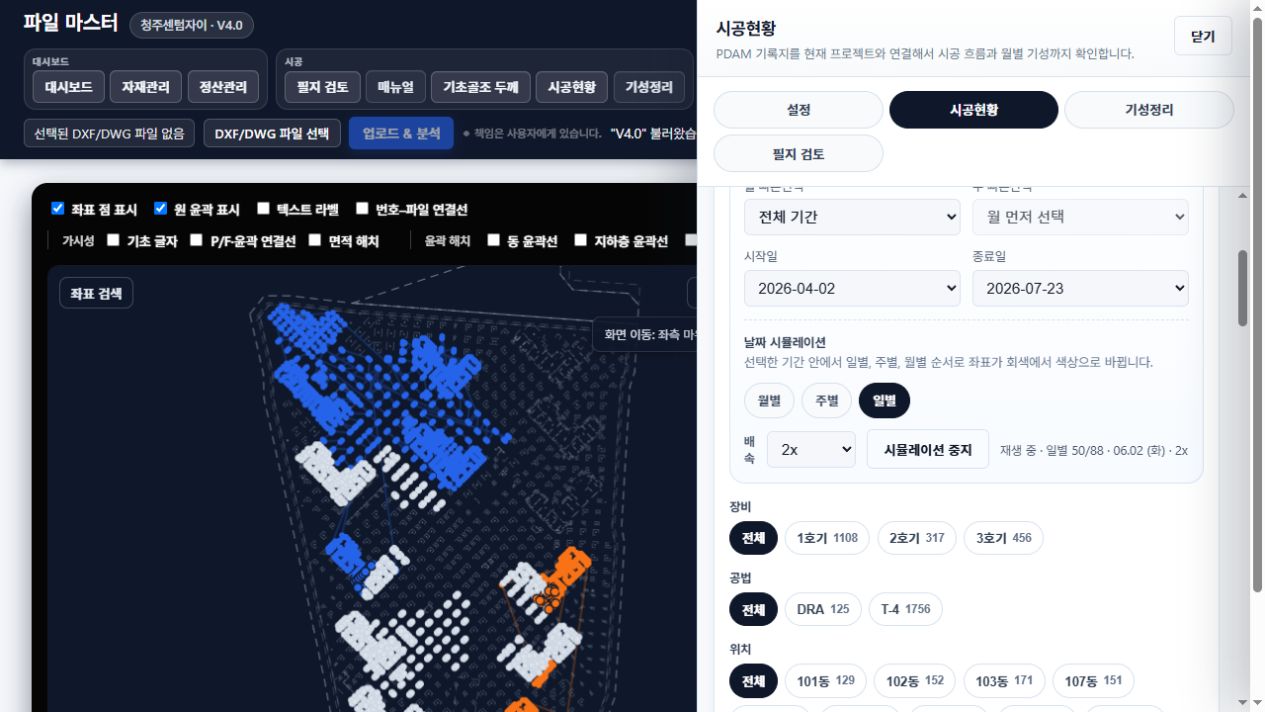 파일 마스터
청주센텀자이 · V4.0
대시보드
대시보드
자재관리
정산관리
시공
필지 검토
매뉴얼
기초골조 두께
시공현황
기성정리
선택된 DXF/DWG 파일 없음
DXF/DWG 파일 선택
업로드 & 분석
● 책임은 사용자에게 있습니다.
"V4.0" 불러왔습
좌표 점 표시
원 윤곽 표시
텍스트 라벨
번호–파일 연결선
가시성
기초 글자
P/F-윤곽 연결선
면적 해치
윤곽 해치
동 윤곽선
지하층 윤곽선
좌표 검색
화면 이동: 좌측 마우
시공현황
PDAM 기록지를 현재 프로젝트와 연결해서 시공 흐름과 월별 기성까지 확인합니다.
닫기
설정
시공현황
기성정리
필지 검토
전체 기간
월 먼저 선택
시작일
종료일
2026-04-02
2026-07-23
날짜 시뮬레이션
선택한 기간 안에서 일별, 주별, 월별 순서로 좌표가 회색에서 색상으로 바뀝니다.
월별
주별
일별
배속
2x
시뮬레이션 중지
재생 중 · 일별 50/88 · 06.02 (화) · 2x
장비
전체
1호기 1108
2호기 317
3호기 456
공법
전체
DRA 125
T-4 1756
위치
전체
101동 129
102동 152
103동 171
107동 151